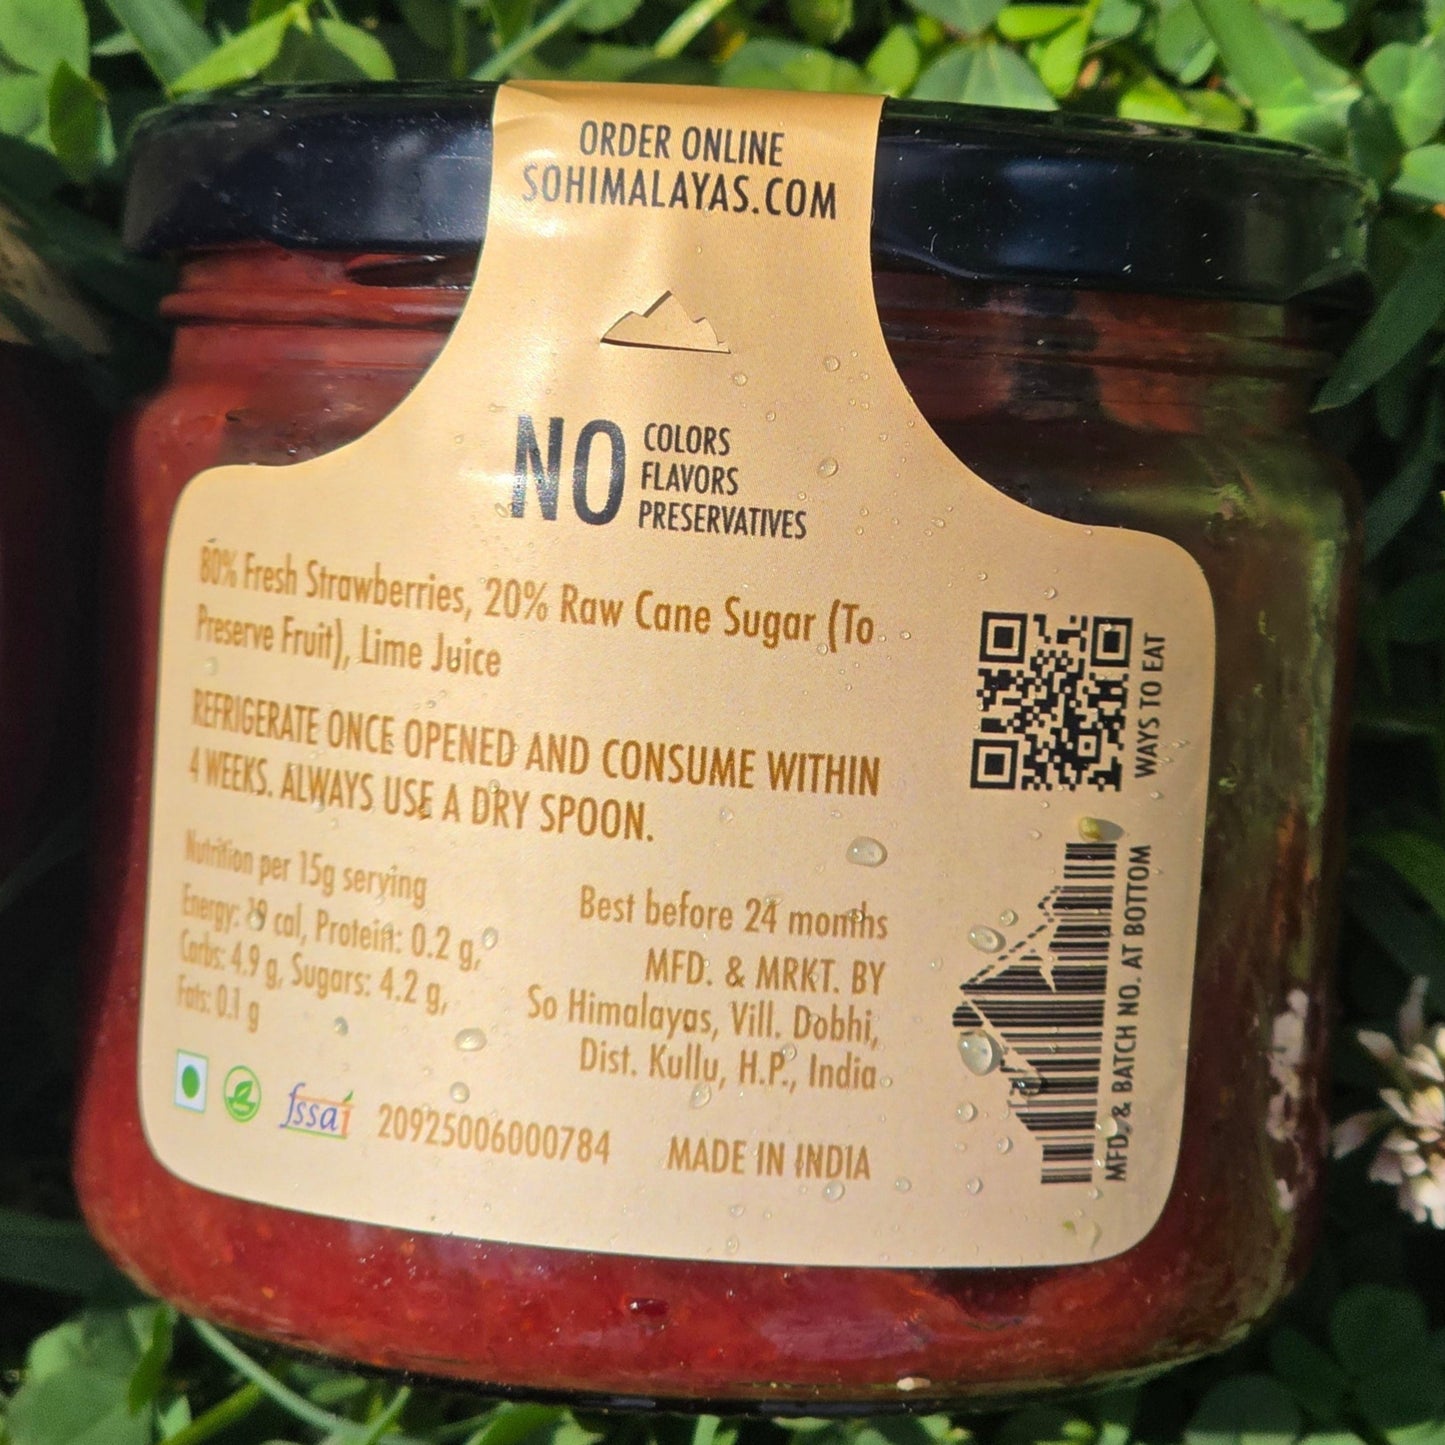 ORDER ONLINE
SOHIMALAYAS.COM
NO
COLORS
FLAVORS
PRESERVATIVES
80% Fresh Strawberries, 20% Raw Cane Sugar (To
Preserve Fruit), Lime Juice
REFRIGERATE ONCE OPENED AND CONSUME WITHIN
4 WEEKS. ALWAYS USE A DRY SPOON.
Nutrition per 15g serving
Energy: cal, Protein: 0.2 g,
Carbs: 4.9 g, Sugars: 4.2 g,
Fats: 0.1 g
Best before 24 months
MFD. & MRKT. BY
So Himalayas, Vill. Dobhi,
Dist. Kullu, H.P., India
fssai 20925006000784 MADE IN INDIA
WAYS TO EAT
MFD. & BATCH NO. AT BOTTOM